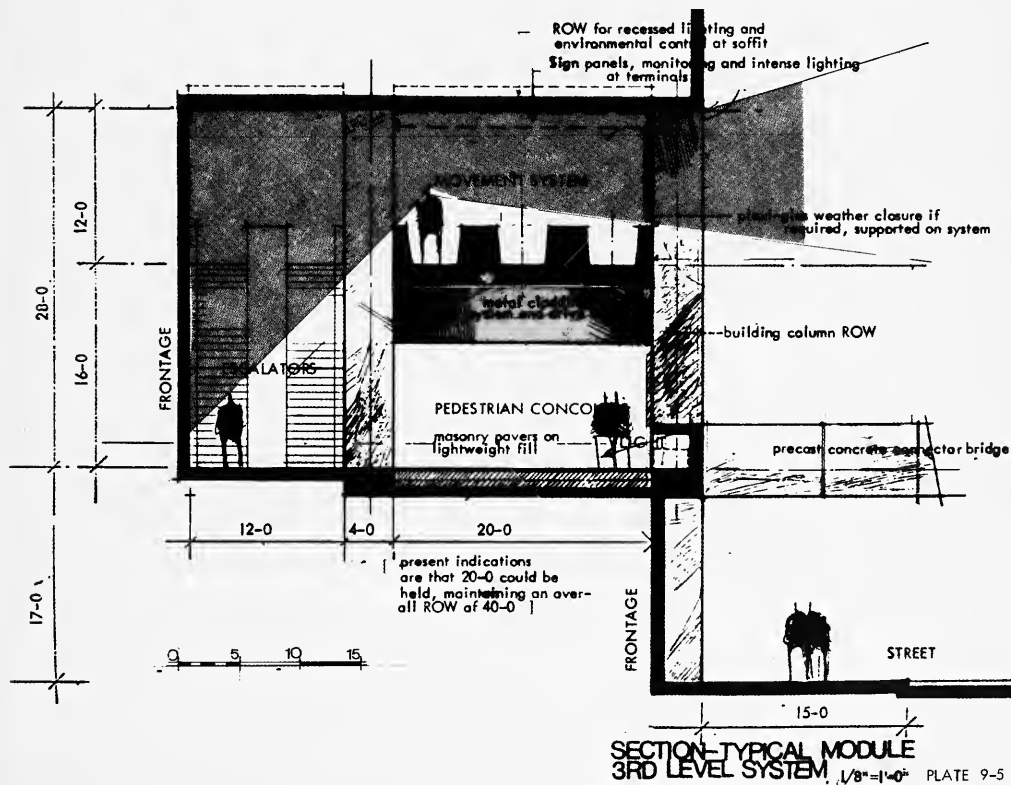 ROW for recessed lighting and
environmental control at soffit
Sign panels, monitoring and intense lighting
at terminals
MOVEMENT SYSTEM
weather closure if
required, supported on system
12-0
28-0
metal
building column ROW
FRONTAGE
16-0
ESCALATORS
PEDESTRIAN CONCO
masonry pavers on
lightweight fill
LIGHT
precast concrete connector bridge
12-0
4-0
20-0
[ present indications
are that 20-0 could be
held, maintaining an over-
all ROW of 40-0 ]
17-0
FRONTAGE
0 5 10 15
STREET
15-0
SECTION-TYPICAL MODULE
3RD LEVEL SYSTEM 1/8"=1'-0" PLATE 9-5